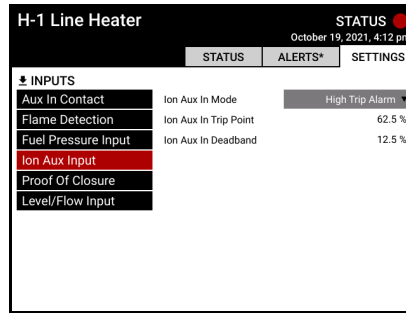 H-1 Line Heater
STATUS
October 19, 2021, 4:12 pm
STATUS
ALERTS*
SETTINGS
INPUTS
Aux In Contact
Flame Detection
Fuel Pressure Input
Ion Aux Input
Proof Of Closure
Level/Flow Input
Ion Aux In Mode High Trip Alarm
Ion Aux In Trip Point 62.5 %
Ion Aux In Deadband 12.5 %